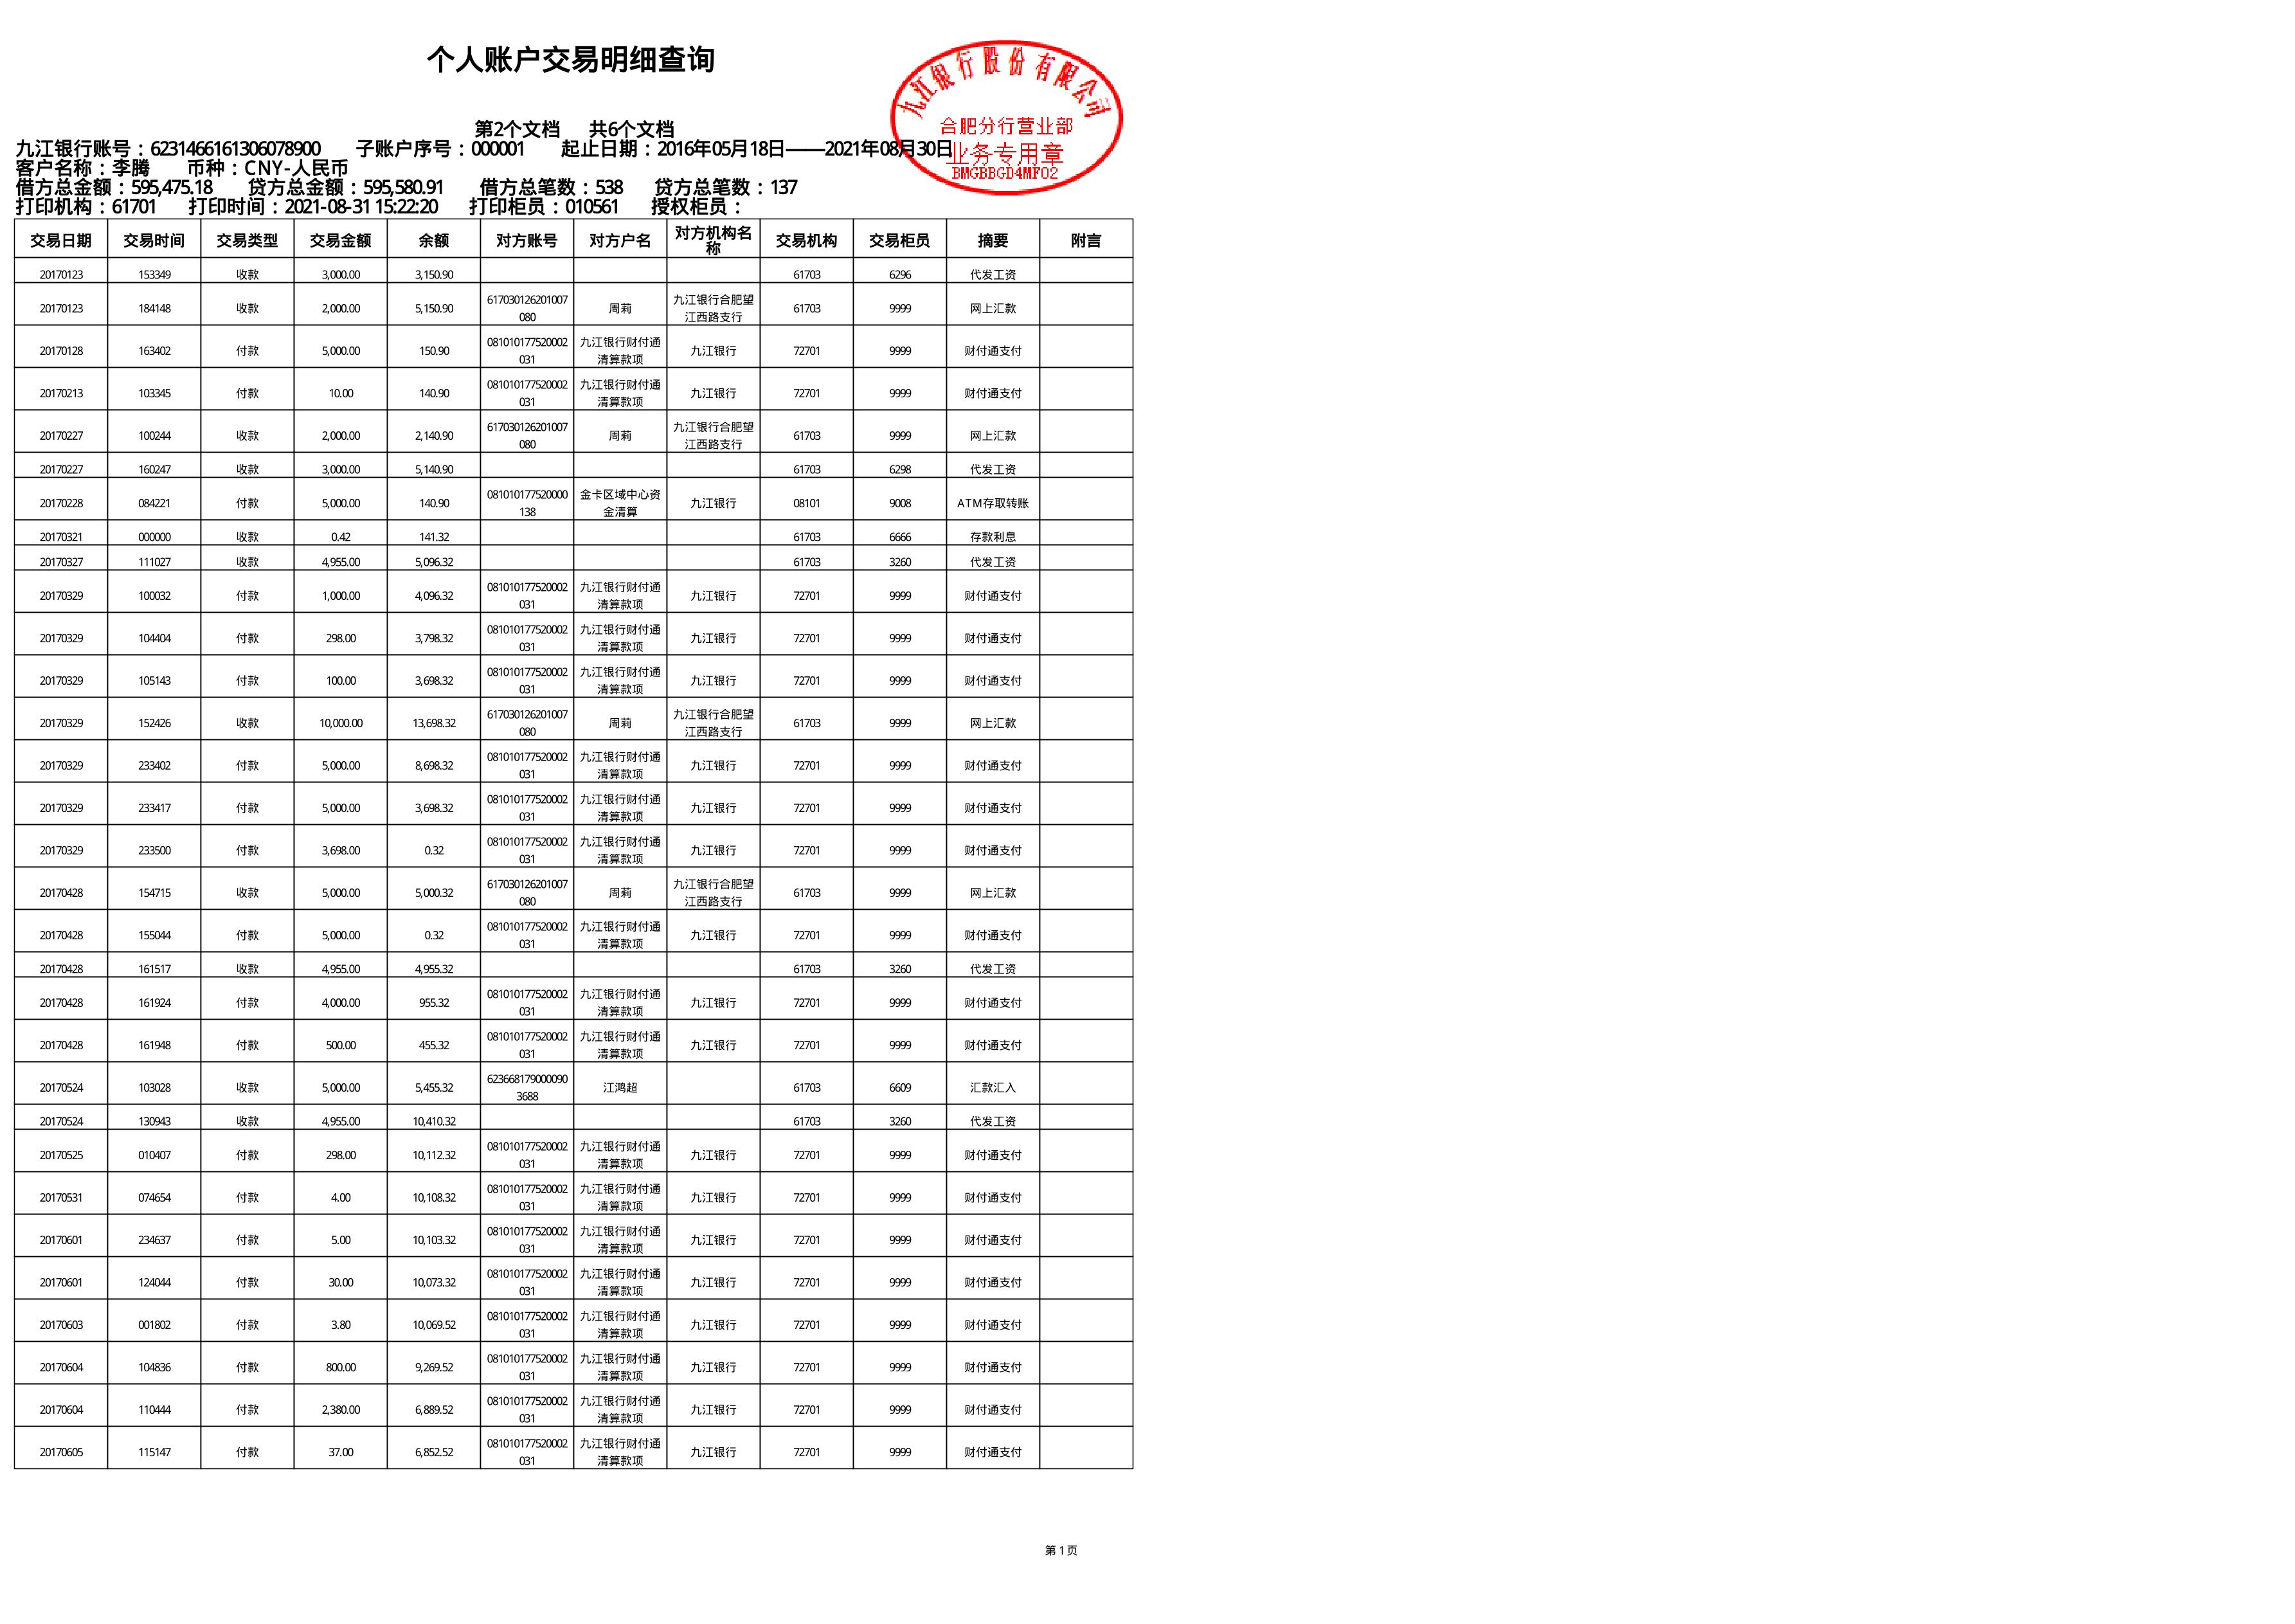 个人账户交易明细查询
九江银行股份有限公司
合肥分行营业部
业务专用章
BMGBBGD4MF02
第2个文档 共6个文档
九江银行账号：6231466161306078900 子账户序号：000001 起止日期：2016年05月18日——2021年08月30日
客户名称：李腾 币种：CNY-人民币
借方总金额：595,475.18 贷方总金额：595,580.91 借方总笔数：538 贷方总笔数：137
打印机构：61701 打印时间：2021-08-31 15:22:20 打印柜员：010561 授权柜员：
交易日期 交易时间 交易类型 交易金额 余额 对方账号 对方户名 对方机构名称 交易机构 交易柜员 摘要 附言
20170123 153349 收款 3,000.00 3,150.90 61703 6296 代发工资
20170123 184148 收款 2,000.00 5,150.90 617030126201007080 周莉 九江银行合肥望江西路支行 61703 9999 网上汇款
20170128 163402 付款 5,000.00 150.90 081010177520002031 九江银行财付通清算款项 九江银行 72701 9999 财付通支付
20170213 103345 付款 10.00 140.90 081010177520002031 九江银行财付通清算款项 九江银行 72701 9999 财付通支付
20170227 100244 收款 2,000.00 2,140.90 617030126201007080 周莉 九江银行合肥望江西路支行 61703 9999 网上汇款
20170227 160247 收款 3,000.00 5,140.90 61703 6298 代发工资
20170228 084221 付款 5,000.00 140.90 081010177520000138 金卡区域中心资金清算 九江银行 08101 9008 ATM存取转账
20170321 000000 收款 0.42 141.32 61703 6666 存款利息
20170327 111027 收款 4,955.00 5,096.32 61703 3260 代发工资
20170329 100032 付款 1,000.00 4,096.32 081010177520002031 九江银行财付通清算款项 九江银行 72701 9999 财付通支付
20170329 104404 付款 298.00 3,798.32 081010177520002031 九江银行财付通清算款项 九江银行 72701 9999 财付通支付
20170329 105143 付款 100.00 3,698.32 081010177520002031 九江银行财付通清算款项 九江银行 72701 9999 财付通支付
20170329 152426 收款 10,000.00 13,698.32 617030126201007080 周莉 九江银行合肥望江西路支行 61703 9999 网上汇款
20170329 233402 付款 5,000.00 8,698.32 081010177520002031 九江银行财付通清算款项 九江银行 72701 9999 财付通支付
20170329 233417 付款 5,000.00 3,698.32 081010177520002031 九江银行财付通清算款项 九江银行 72701 9999 财付通支付
20170329 233500 付款 3,698.00 0.32 081010177520002031 九江银行财付通清算款项 九江银行 72701 9999 财付通支付
20170428 154715 收款 5,000.00 5,000.32 617030126201007080 周莉 九江银行合肥望江西路支行 61703 9999 网上汇款
20170428 155044 付款 5,000.00 0.32 081010177520002031 九江银行财付通清算款项 九江银行 72701 9999 财付通支付
20170428 161517 收款 4,955.00 4,955.32 61703 3260 代发工资
20170428 161924 付款 4,000.00 955.32 081010177520002031 九江银行财付通清算款项 九江银行 72701 9999 财付通支付
20170428 161948 付款 500.00 455.32 081010177520002031 九江银行财付通清算款项 九江银行 72701 9999 财付通支付
20170524 103028 收款 5,000.00 5,455.32 6236681790000903688 江鸿超 61703 6609 汇款汇入
20170524 130943 收款 4,955.00 10,410.32 61703 3260 代发工资
20170525 010407 付款 298.00 10,112.32 081010177520002031 九江银行财付通清算款项 九江银行 72701 9999 财付通支付
20170531 074654 付款 4.00 10,108.32 081010177520002031 九江银行财付通清算款项 九江银行 72701 9999 财付通支付
20170601 234637 付款 5.00 10,103.32 081010177520002031 九江银行财付通清算款项 九江银行 72701 9999 财付通支付
20170601 124044 付款 30.00 10,073.32 081010177520002031 九江银行财付通清算款项 九江银行 72701 9999 财付通支付
20170603 001802 付款 3.80 10,069.52 081010177520002031 九江银行财付通清算款项 九江银行 72701 9999 财付通支付
20170604 104836 付款 800.00 9,269.52 081010177520002031 九江银行财付通清算款项 九江银行 72701 9999 财付通支付
20170604 110444 付款 2,380.00 6,889.52 081010177520002031 九江银行财付通清算款项 九江银行 72701 9999 财付通支付
20170605 115147 付款 37.00 6,852.52 081010177520002031 九江银行财付通清算款项 九江银行 72701 9999 财付通支付
第 1 页